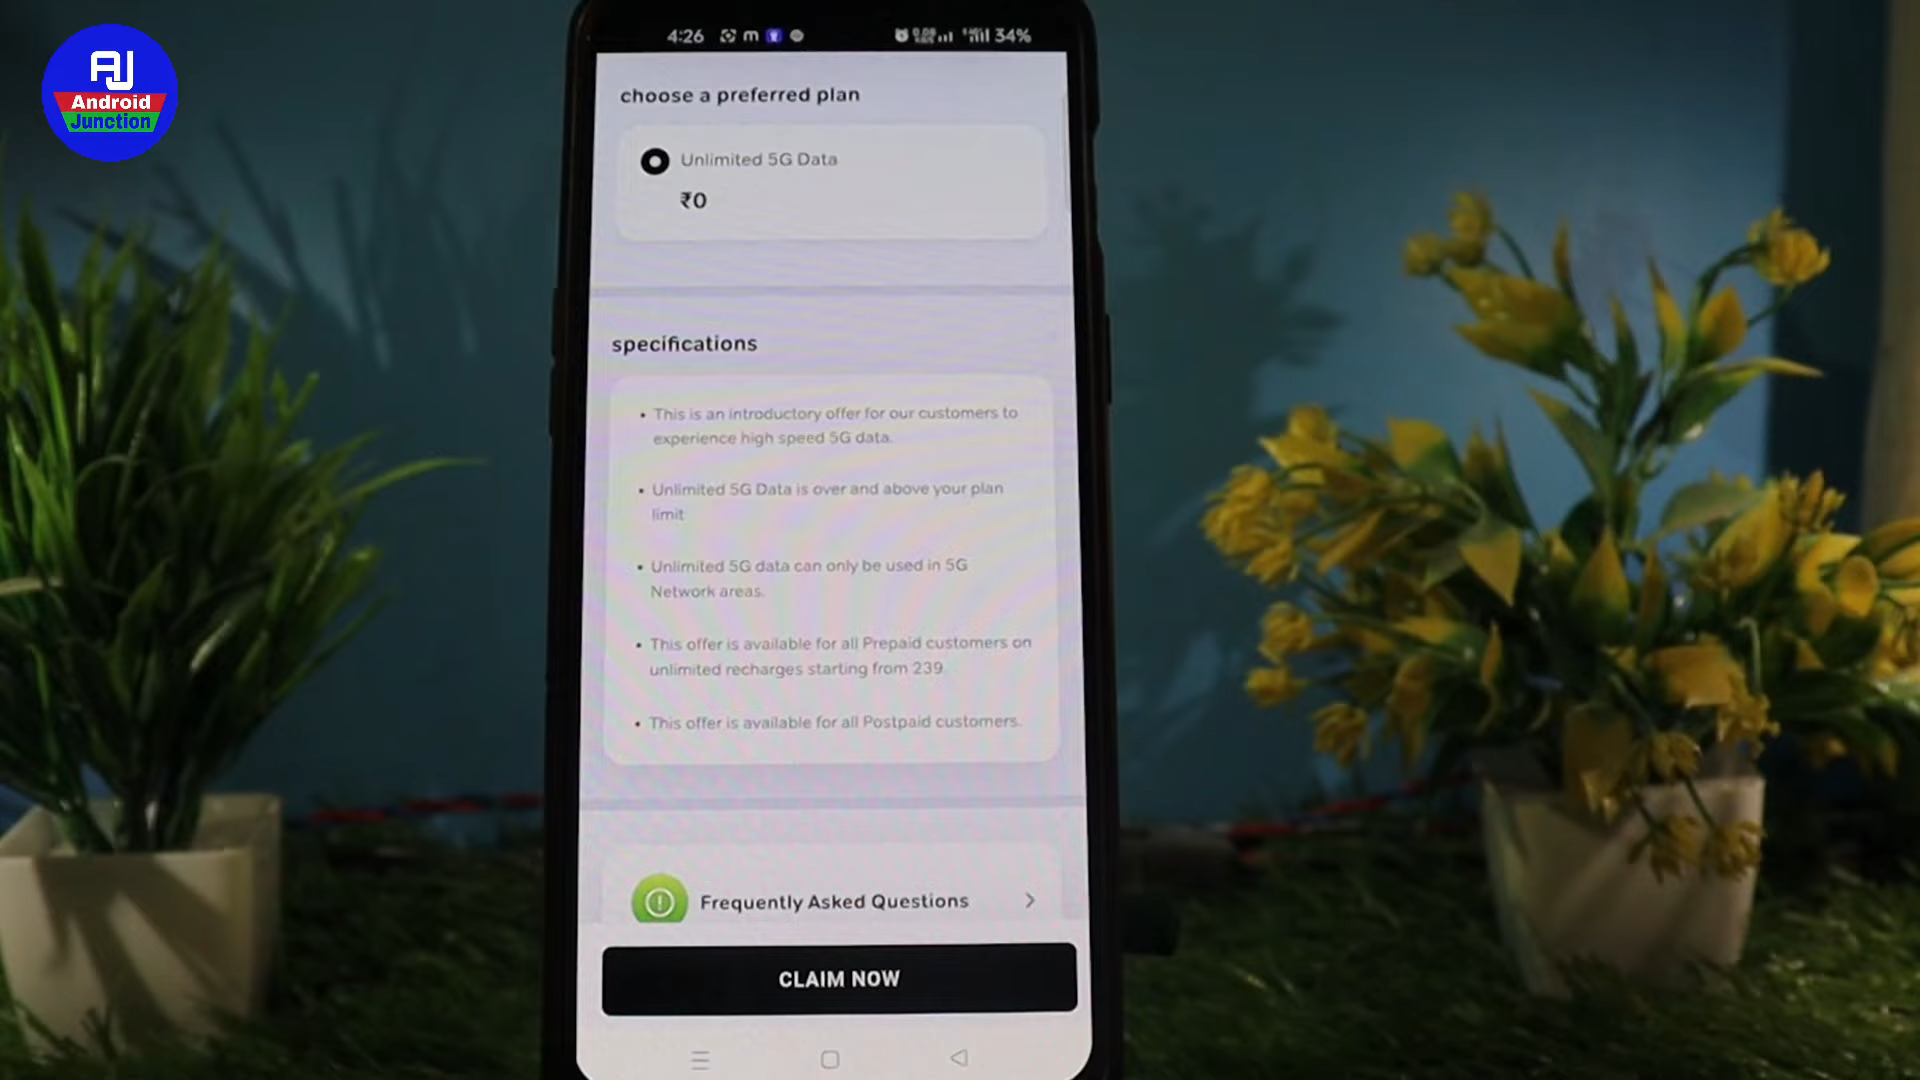 AJ
Android
Junction
4:26
34%
choose a preferred plan
Unlimited 5G Data
₹0
specifications
• This is an introductory offer for our customers to
experience high speed 5G data.
• Unlimited 5G Data is over and above your plan
limit
• Unlimited 5G data can only be used in 5G
Network areas.
• This offer is available for all Prepaid customers on
unlimited recharges starting from 239.
• This offer is available for all Postpaid customers.
Frequently Asked Questions
CLAIM NOW